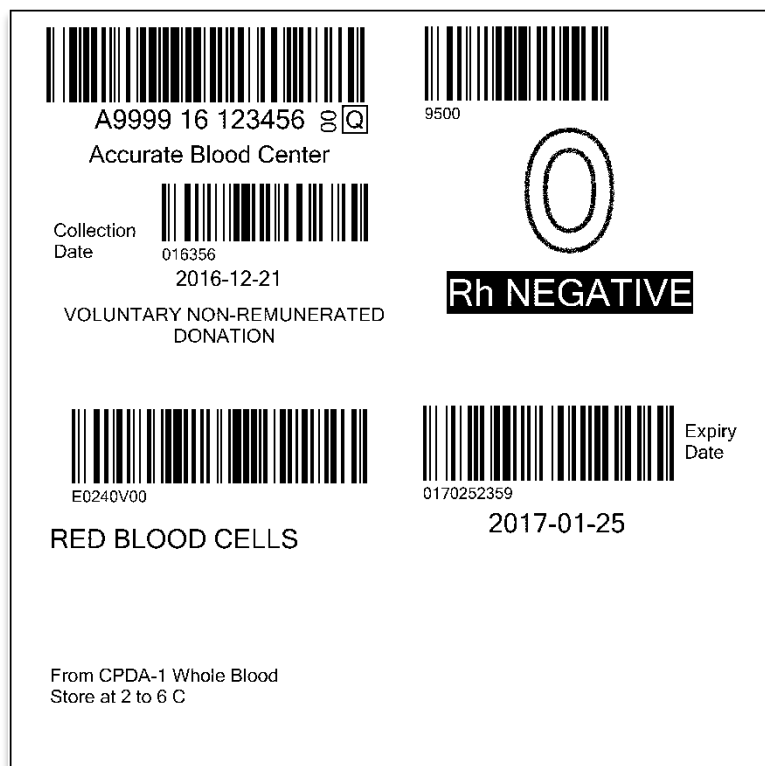 A9999 16 123456 00 Q
Accurate Blood Center
Collection
Date
016356
2016-12-21
VOLUNTARY NON-REMUNERATED
DONATION
9500
O
Rh NEGATIVE
E0240V00
RED BLOOD CELLS
0170252359
Expiry
Date
2017-01-25
From CPDA-1 Whole Blood
Store at 2 to 6 C